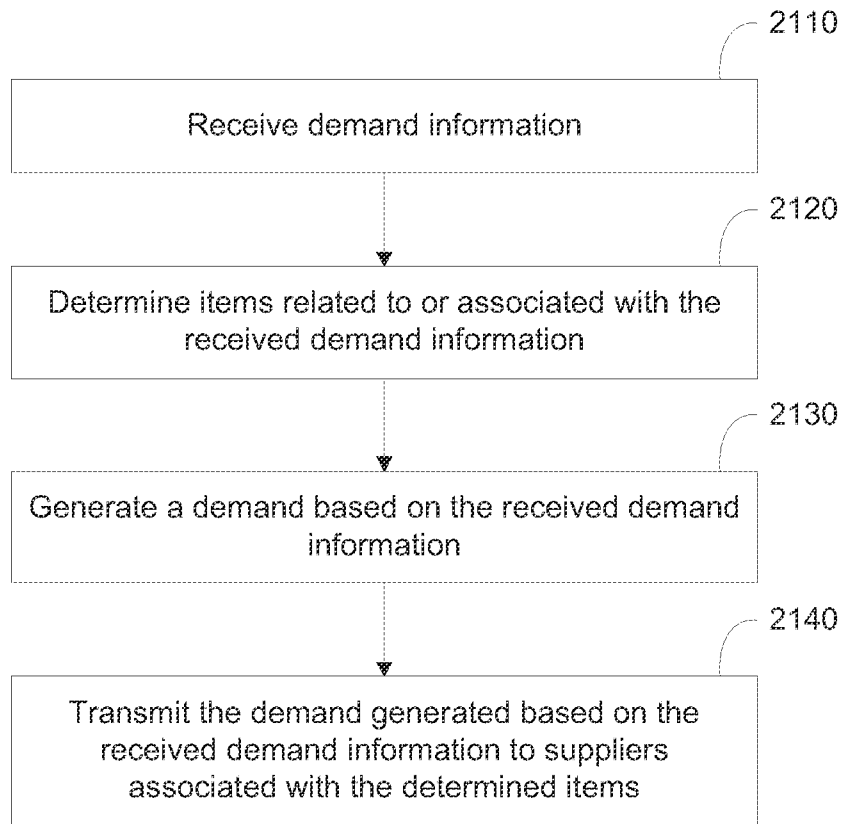 2110
Receive demand information
2120
Determine items related to or associated with the
received demand information
2130
Generate a demand based on the received demand
information
2140
Transmit the demand generated based on the
received demand information to suppliers
associated with the determined items